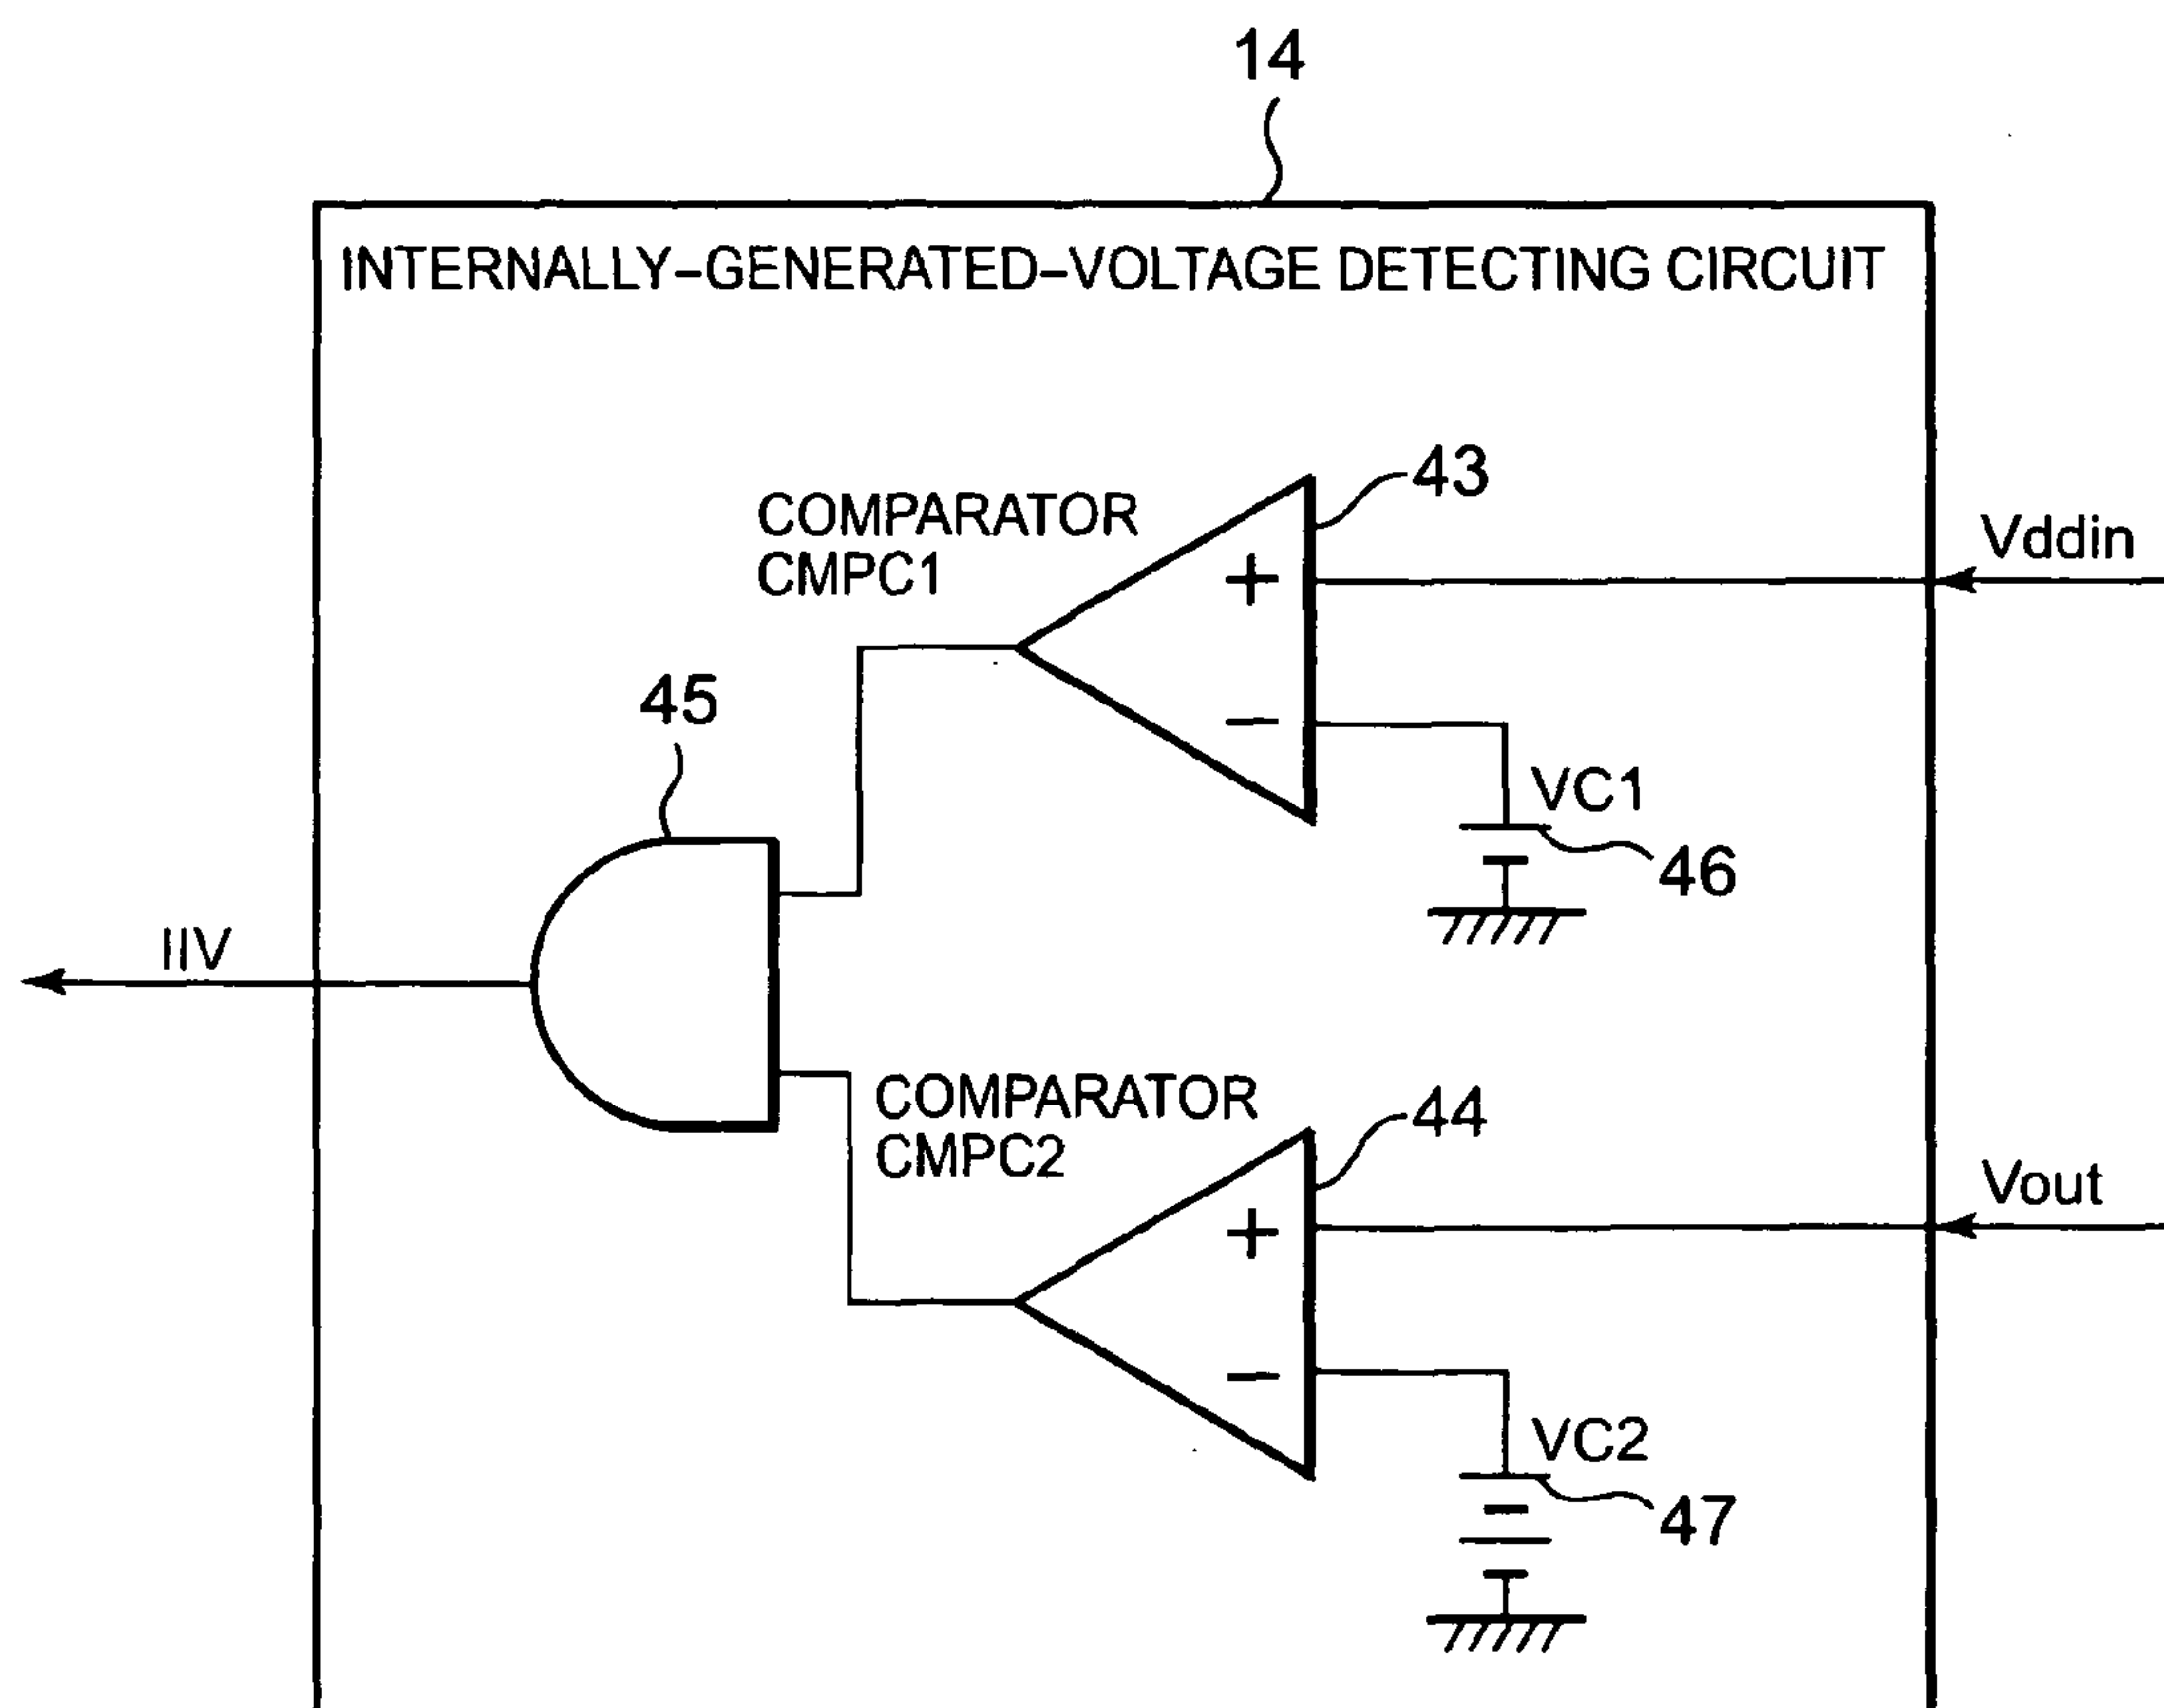 14
INTERNALLY–GENERATED–VOLTAGE DETECTING CIRCUIT
43
COMPARATOR
CMPC1
+
Vddin
45
−
VC1
46
IIV
COMPARATOR
CMPC2
44
+
Vout
−
VC2
47